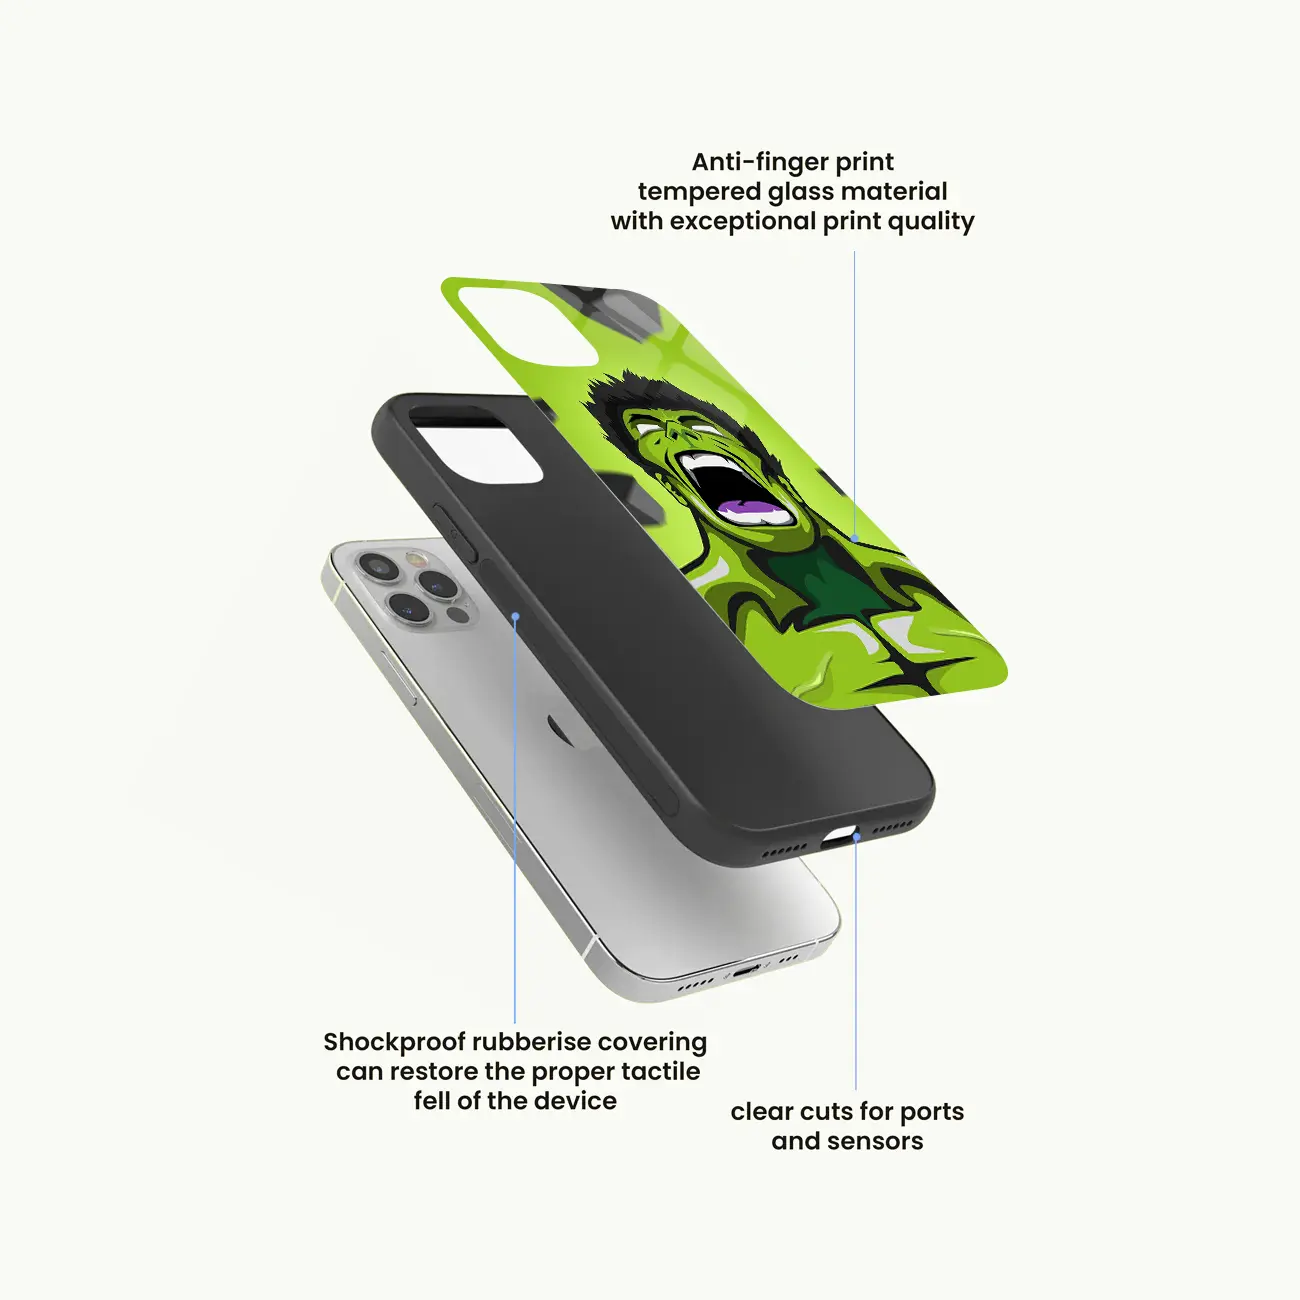 Anti-finger print
tempered glass material
with exceptional print quality
Shockproof rubberise covering
can restore the proper tactile
fell of the device
clear cuts for ports
and sensors